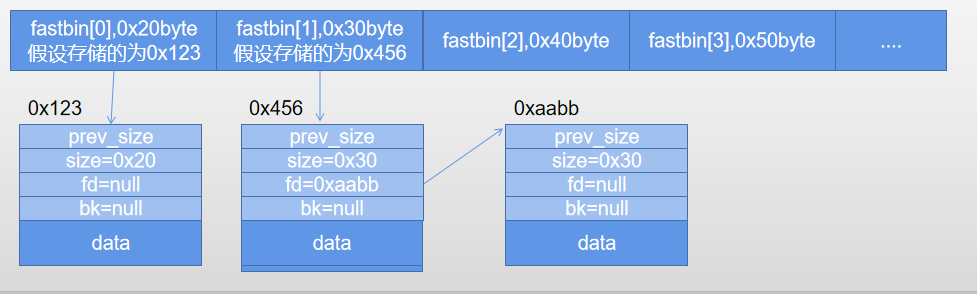 fastbin[0],0x20byte
假设存储的为0x123
fastbin[1],0x30byte
假设存储的为0x456
fastbin[2],0x40byte
fastbin[3],0x50byte
....
0x123
prev_size
size=0x20
fd=null
bk=null
data
0x456
prev_size
size=0x30
fd=0xaabb
bk=null
data
0xaabb
prev_size
size=0x30
fd=null
bk=null
data